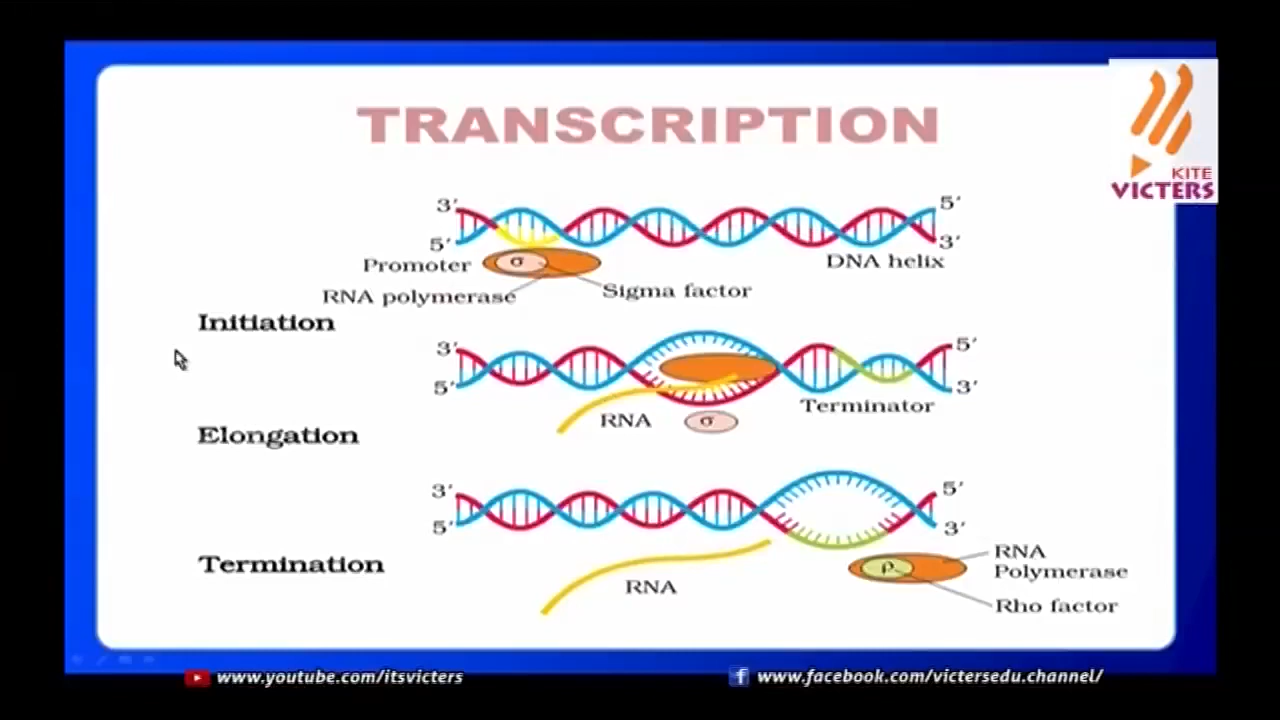 TRANSCRIPTION
KITE
VICTERS
3′ 5′
5′ 3′
Promoter σ DNA helix
RNA polymerase Sigma factor
Initiation
3′ 5′
5′ 3′
Terminator
RNA σ
Elongation
3′ 5′
5′ 3′
RNA
Polymerase
Termination ρ
RNA
Rho factor
www.youtube.com/itsvicters www.facebook.com/victersedu.channel/